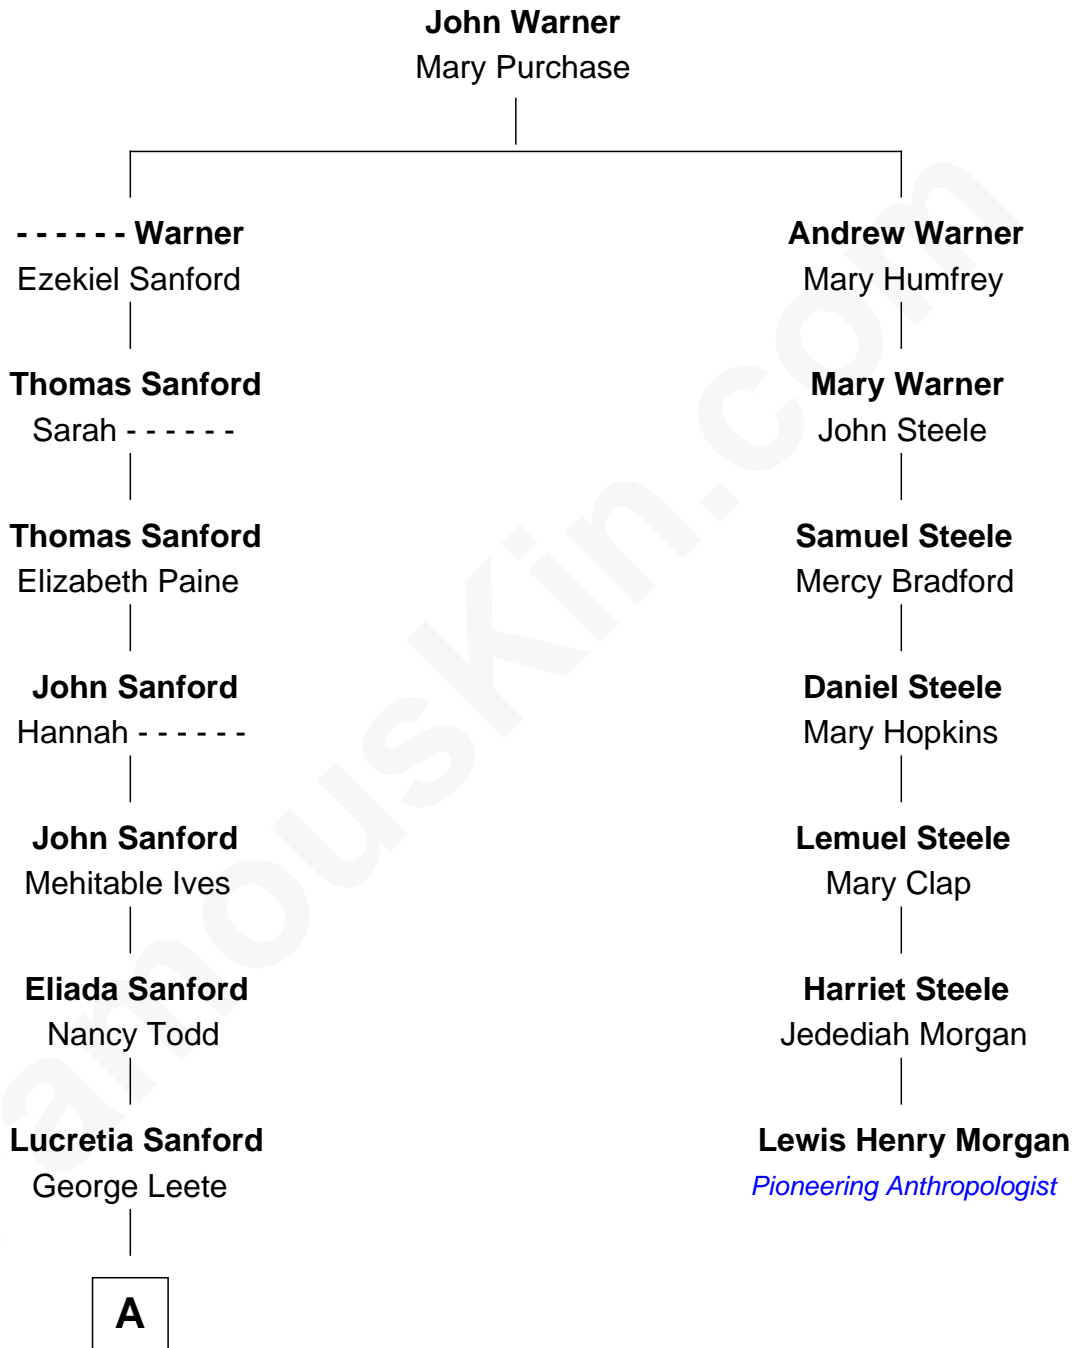 John Warner
Mary Purchase
- - - - - - Warner
Ezekiel Sanford
Andrew Warner
Mary Humfrey
Thomas Sanford
Sarah - - - - - -
Mary Warner
John Steele
Thomas Sanford
Elizabeth Paine
Samuel Steele
Mercy Bradford
John Sanford
Hannah - - - - - -
Daniel Steele
Mary Hopkins
John Sanford
Mehitable Ives
Lemuel Steele
Mary Clap
Eliada Sanford
Nancy Todd
Harriet Steele
Jedediah Morgan
Lucretia Sanford
George Leete
Lewis Henry Morgan
Pioneering Anthropologist
A
amouskin.com